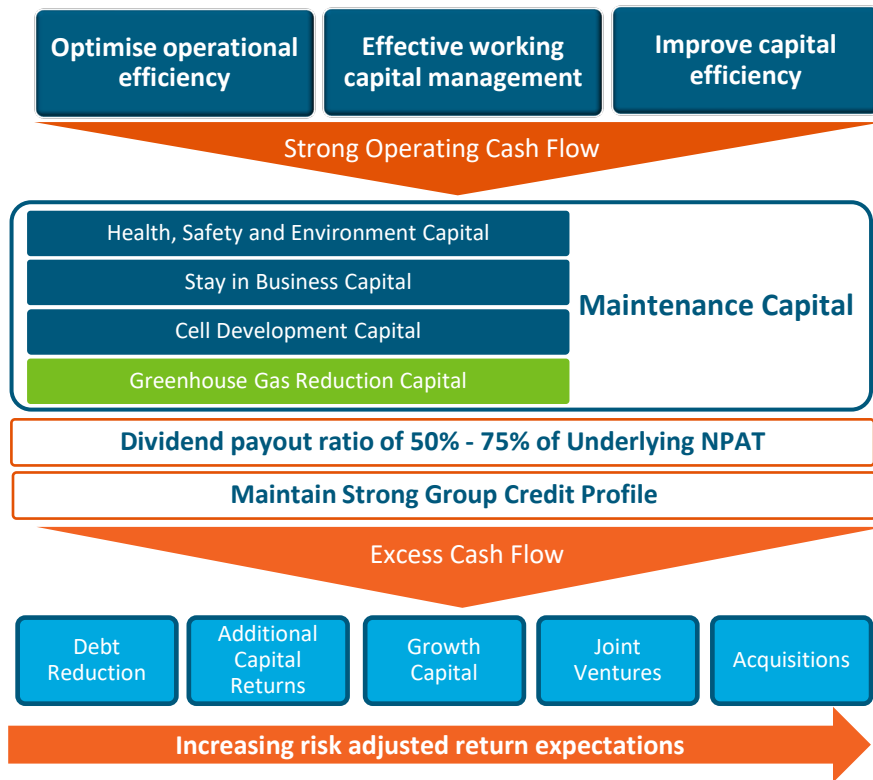 Optimise operational
efficiency
Effective working
capital management
Improve capital
efficiency
Strong Operating Cash Flow
Health, Safety and Environment Capital
Stay in Business Capital
Cell Development Capital
Greenhouse Gas Reduction Capital
Maintenance Capital
Dividend payout ratio of 50% - 75% of Underlying NPAT
Maintain Strong Group Credit Profile
Excess Cash Flow
Debt
Reduction
Additional
Capital
Returns
Growth
Capital
Joint
Ventures
Acquisitions
Increasing risk adjusted return expectations